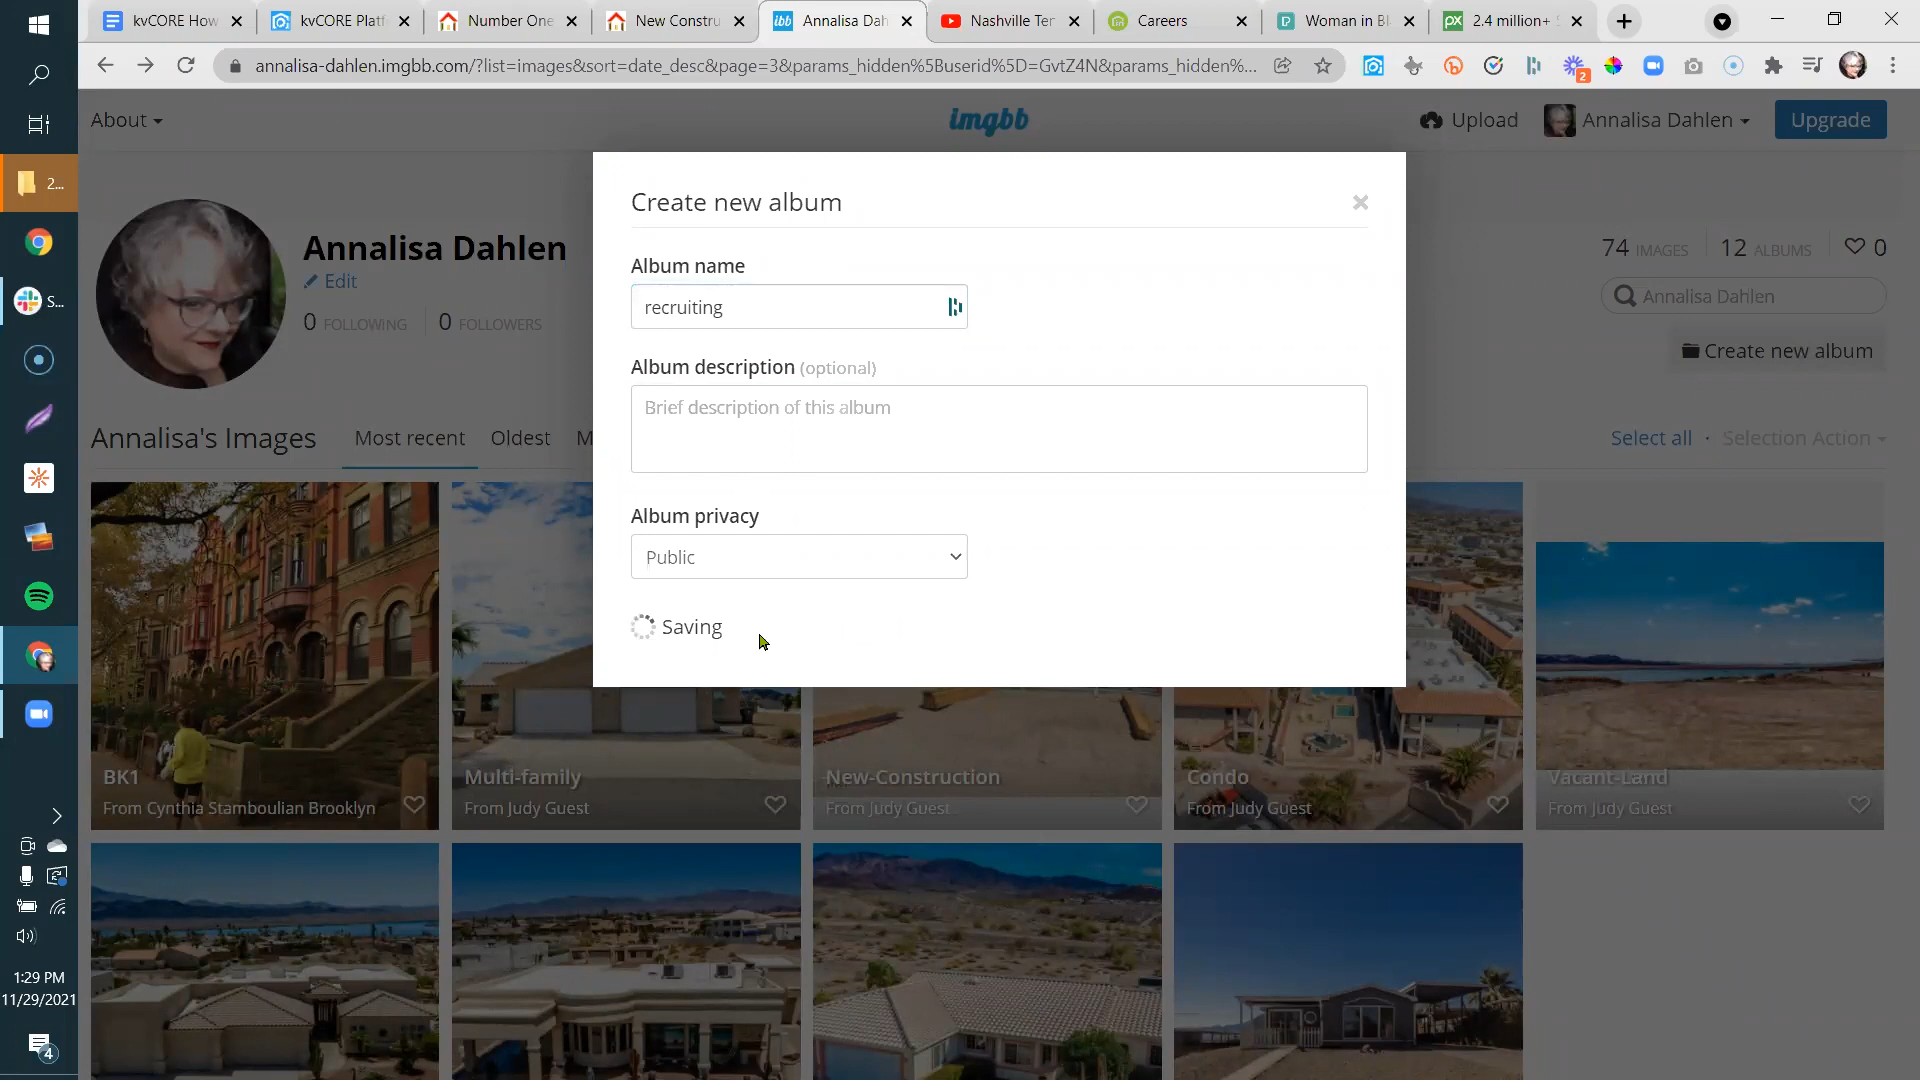 kvCORE How
kvCORE Platf
Number One
New Constru
Annalisa Dah
Nashville Ter
Careers
Woman in Bl
2.4 million+
annalisa-dahlen.imgbb.com/?list=images&sort=date_desc&page=3&params_hidden%5Buserid%5D=GvtZ4N&params_hidden%...
2
About
imgbb
Upload
Annalisa Dahlen
Upgrade
2...
S...
Annalisa Dahlen
Edit
0 FOLLOWING
0 FOLLOWERS
74 IMAGES
12 ALBUMS
0
Annalisa Dahlen
Create new album
Create new album
Album name
recruiting
Album description (optional)
Brief description of this album
Album privacy
Public
Saving
Annalisa's Images
Most recent
Oldest
M
Select all
Selection Action
BK1
From Cynthia Stamboulian Brooklyn
Multi-family
From Judy Guest
New-Construction
From Judy Guest
Condo
From Judy Guest
Vacant-Land
From Judy Guest
1:29 PM
11/29/2021
4